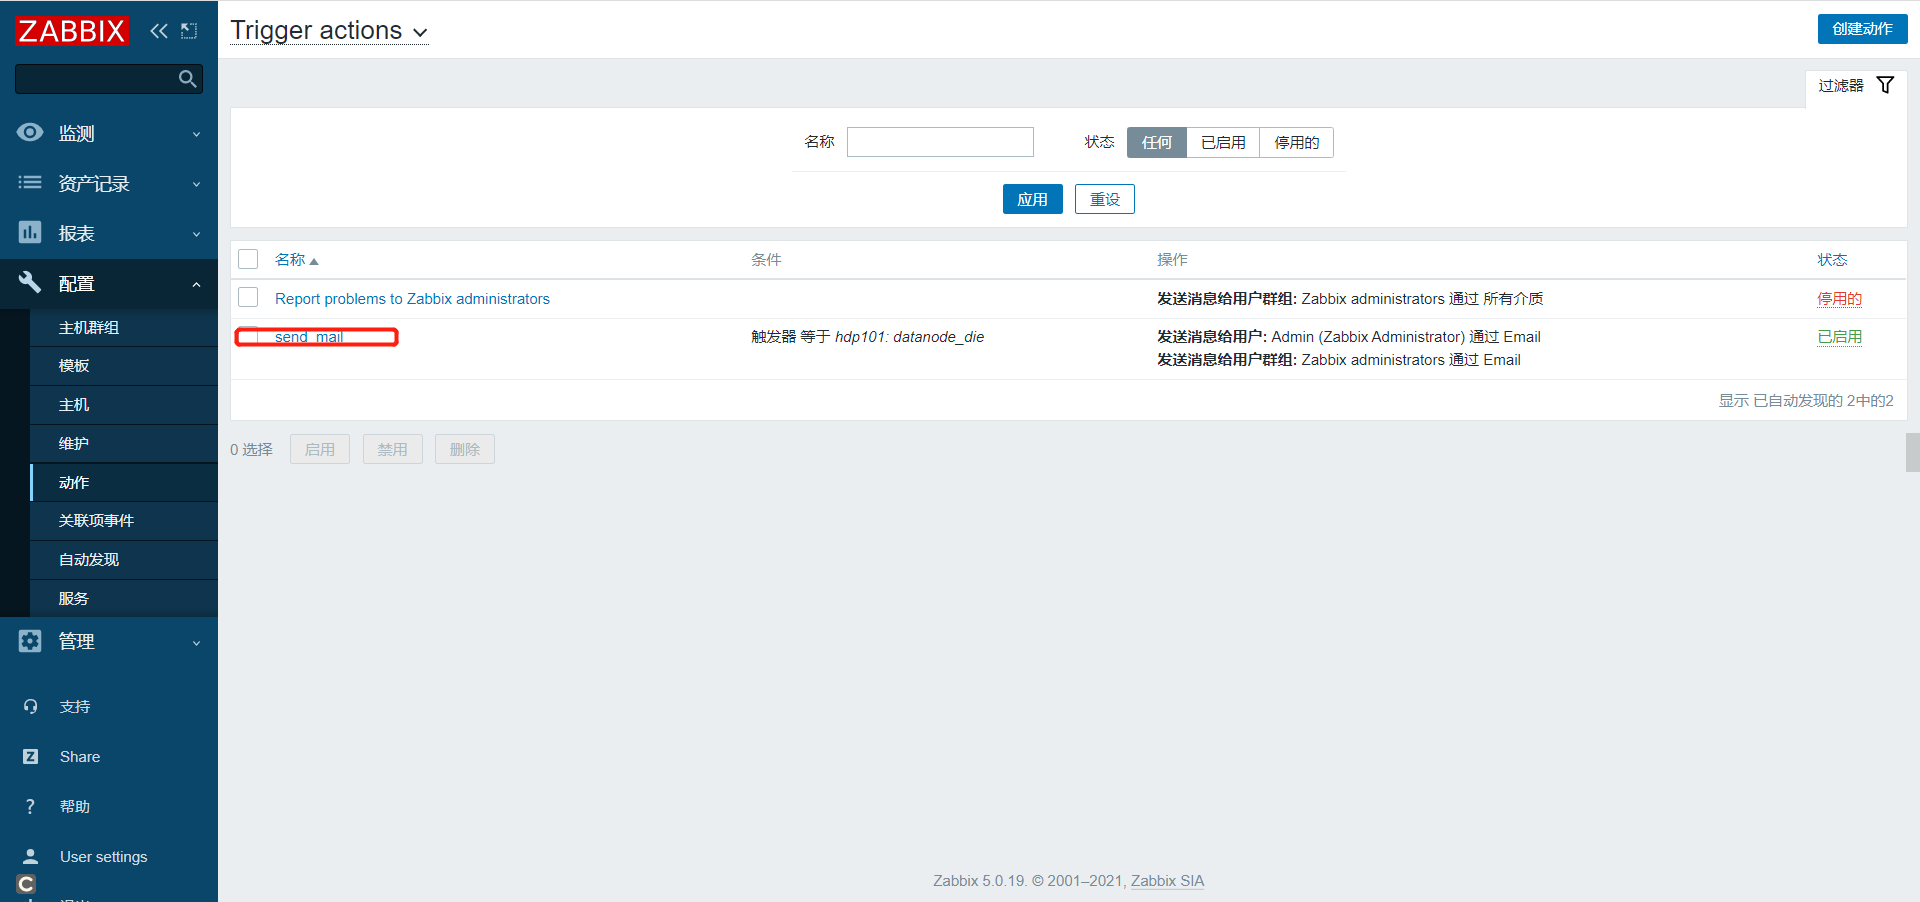 ZABBIX
Trigger actions
创建动作
过滤器
名称
状态 任何 已启用 停用的
应用 重设
监测
资产记录
报表
配置
主机群组
模板
主机
维护
动作
关联项事件
自动发现
服务
管理
支持
Share
帮助
User settings
名称 条件 操作 状态
Report problems to Zabbix administrators 发送消息给用户群组: Zabbix administrators 通过 所有介质 停用的
send_mail 触发器 等于 hdp101: datanode_die 发送消息给用户: Admin (Zabbix Administrator) 通过 Email 已启用
发送消息给用户群组: Zabbix administrators 通过 Email
显示 已自动发现的 2中的2
0 选择 启用 禁用 删除
Zabbix 5.0.19. © 2001–2021, Zabbix SIA